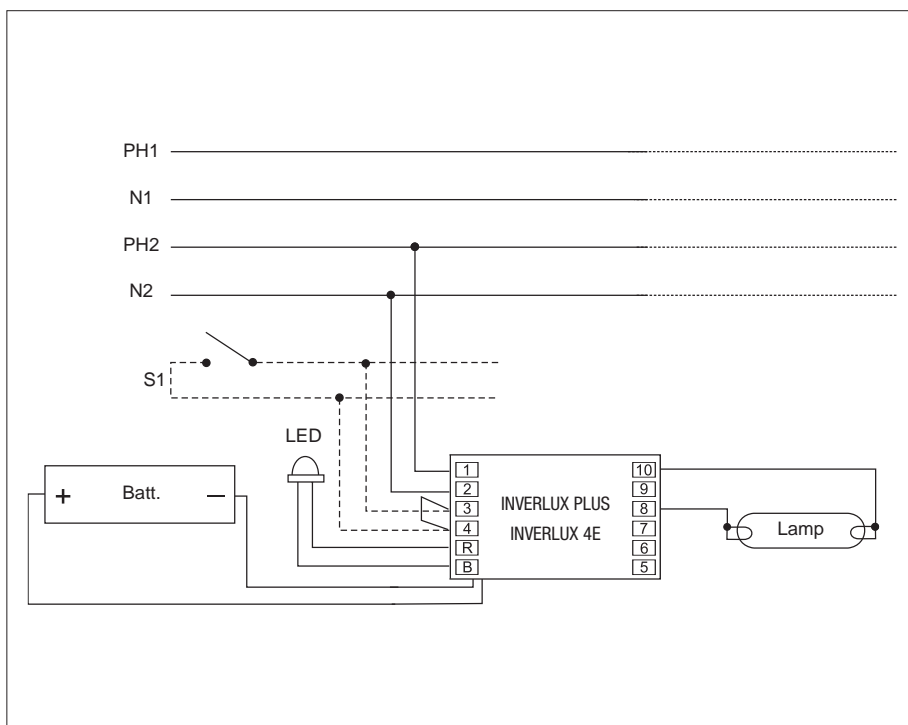 PH1
N1
PH2
N2
S1
LED
+ Batt. −
1
2
3
4
R
B
INVERLUX PLUS
INVERLUX 4E
10
9
8
7
6
5
Lamp